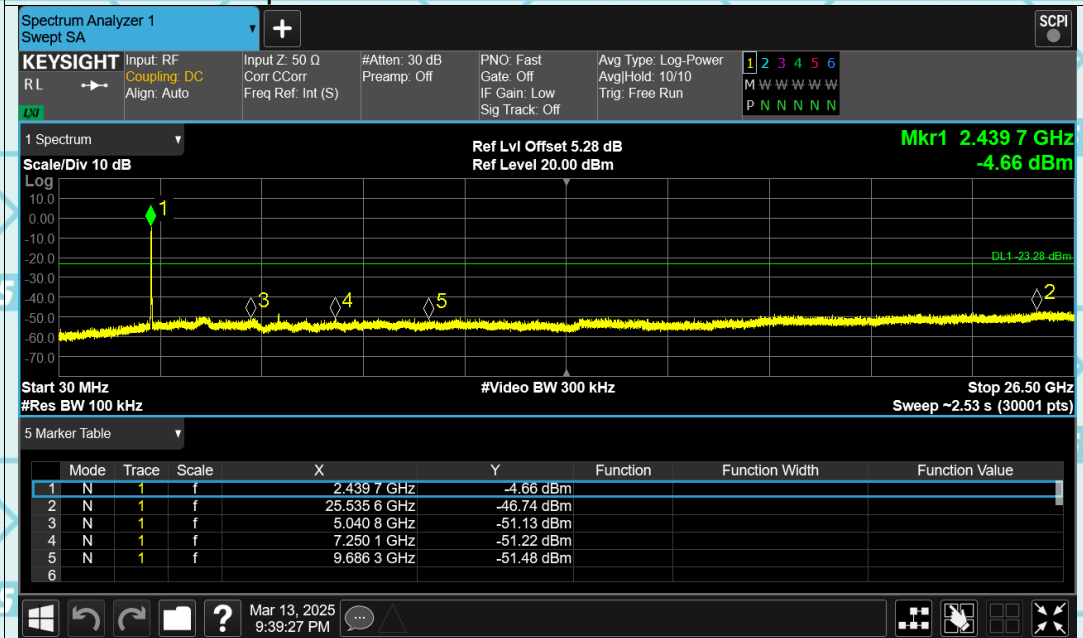 Spectrum Analyzer 1
Swept SA
+
SCPI
KEYSIGHT
R L
LXI
Input: RF
Coupling: DC
Align: Auto
Input Z: 50 Ω
Corr CCorr
Freq Ref: Int (S)
#Atten: 30 dB
Preamp: Off
PNO: Fast
Gate: Off
IF Gain: Low
Sig Track: Off
Avg Type: Log-Power
Avg|Hold: 10/10
Trig: Free Run
1 2 3 4 5 6
M W W W W W
P N N N N N
1 Spectrum
Scale/Div 10 dB
Log
Ref Lvl Offset 5.28 dB
Ref Level 20.00 dBm
Mkr1 2.439 7 GHz
-4.66 dBm
10.0
0.00
-10.0
-20.0
-30.0
-40.0
-50.0
-60.0
-70.0
1
3
4
5
2
DL1 -23.28 dBm
Start 30 MHz
#Video BW 300 kHz
Stop 26.50 GHz
#Res BW 100 kHz
Sweep ~2.53 s (30001 pts)
5 Marker Table
Mode Trace Scale X Y Function Function Width Function Value
1 N 1 f 2.439 7 GHz -4.66 dBm
2 N 1 f 25.535 6 GHz -46.74 dBm
3 N 1 f 5.040 8 GHz -51.13 dBm
4 N 1 f 7.250 1 GHz -51.22 dBm
5 N 1 f 9.686 3 GHz -51.48 dBm
6
?
Mar 13, 2025
9:39:27 PM